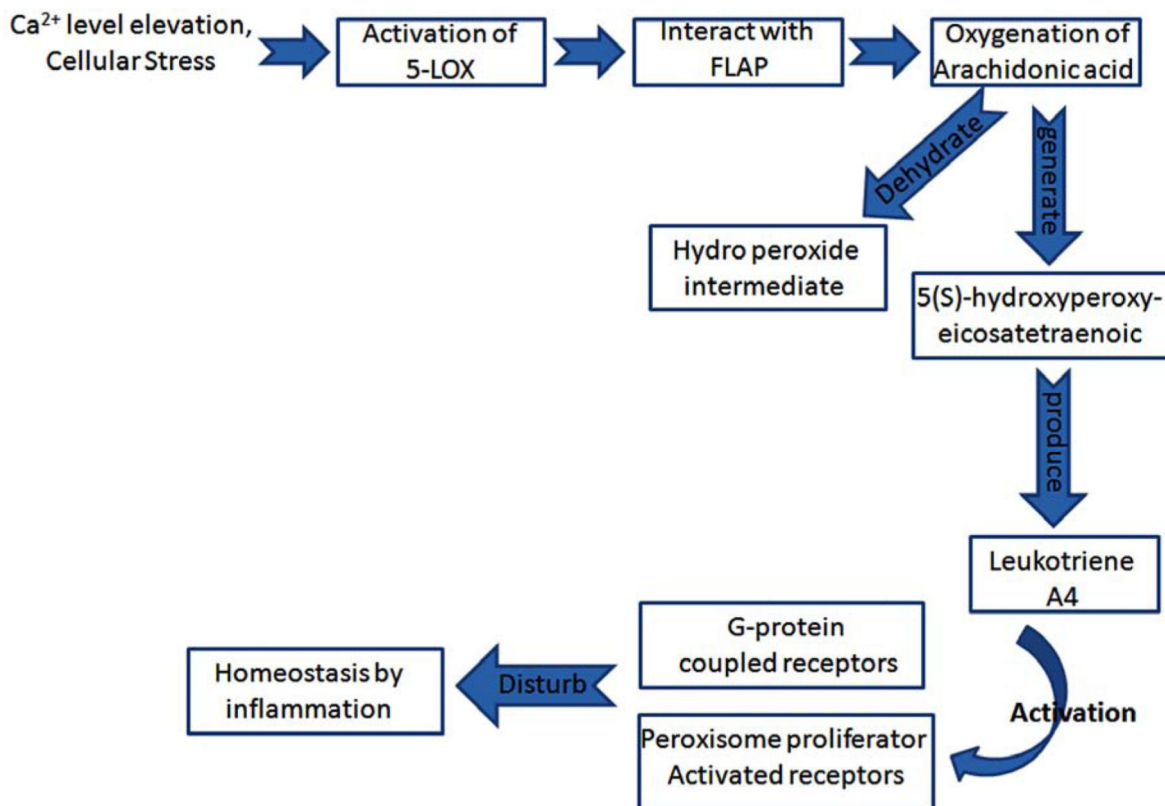 Ca²⁺ level elevation,
Cellular Stress
Activation of
5-LOX
Interact with
FLAP
Oxygenation of
Arachidonic acid
Dehydrate
generate
Hydro peroxide
intermediate
5(S)-hydroxyperoxy-
eicosatetraenoic
produce
Leukotriene
A4
Activation
G-protein
coupled receptors
Peroxisome proliferator
Activated receptors
Disturb
Homeostasis by
inflammation